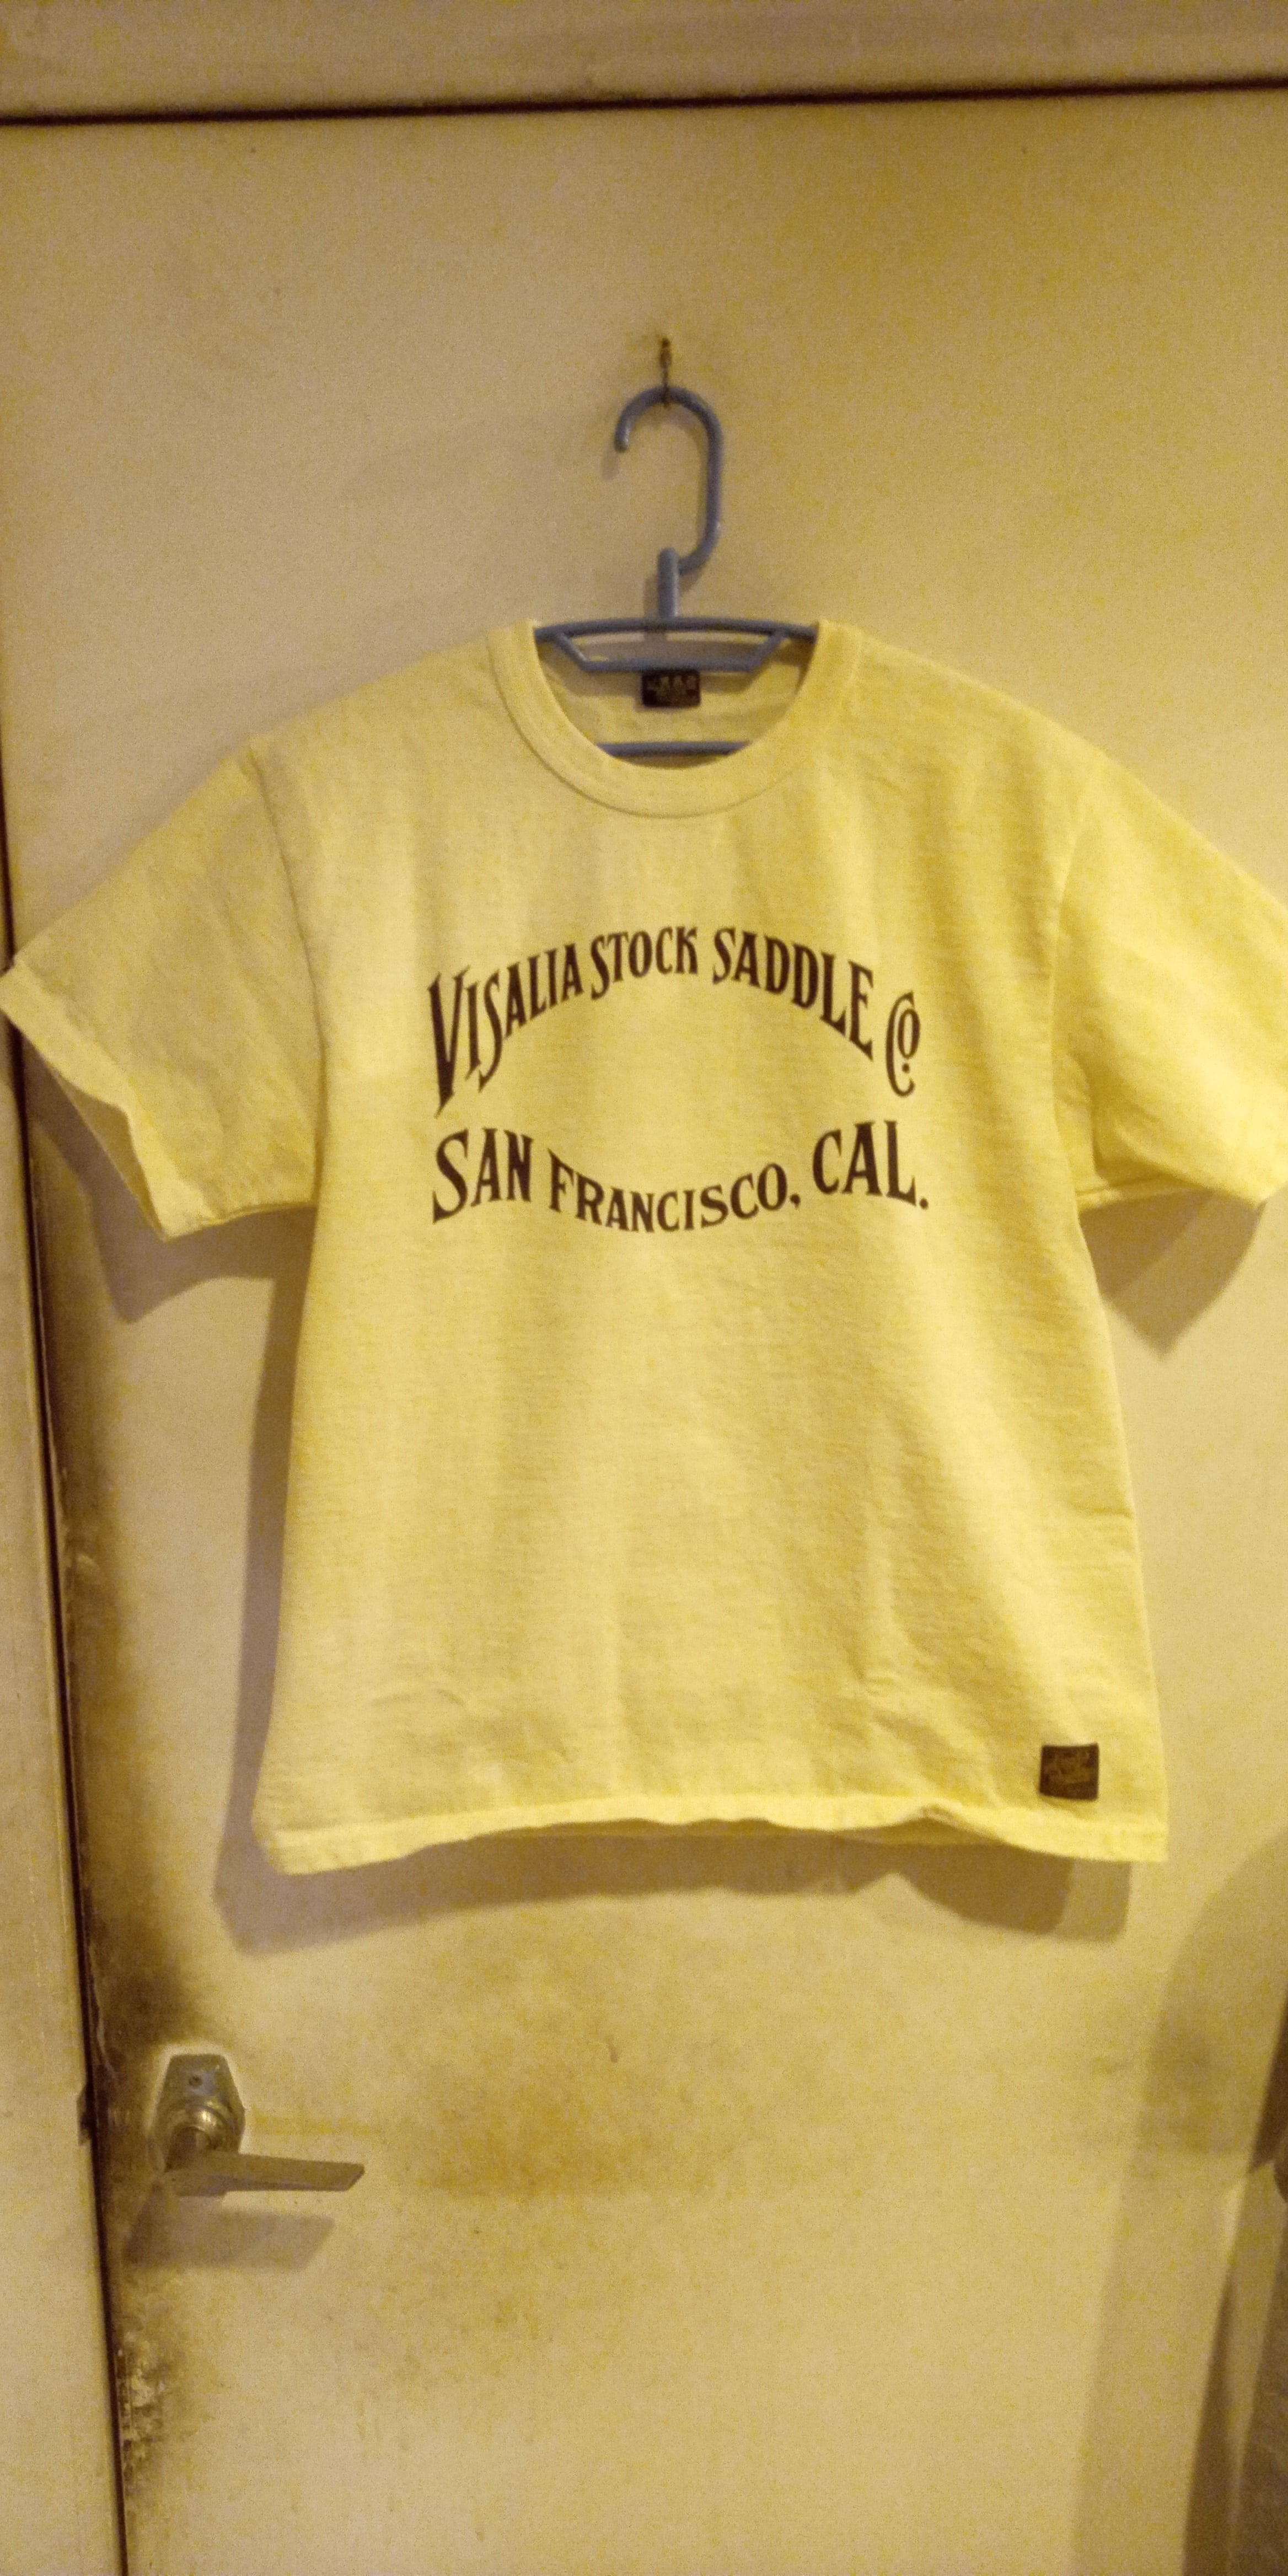 VISALIA STOCK SADDLE CO.
SAN FRANCISCO, CAL.